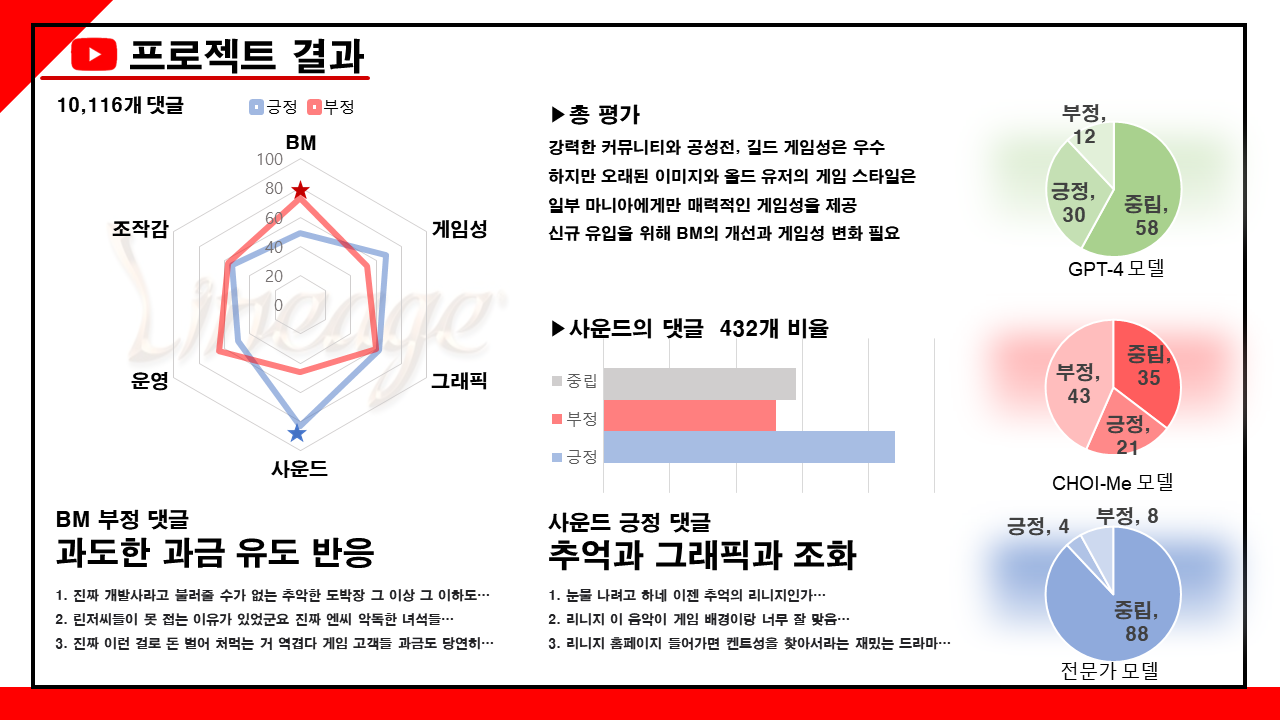 프로젝트 결과
10,116개 댓글
긍정 부정
BM
100
80
60
40
20
0
조작감
게임성
Lineage
운영
그래픽
사운드
▶총 평가
강력한 커뮤니티와 공성전, 길드 게임성은 우수
하지만 오래된 이미지와 올드 유저의 게임 스타일은
일부 마니아에게만 매력적인 게임성을 제공
신규 유입을 위해 BM의 개선과 게임성 변화 필요
▶사운드의 댓글 432개 비율
중립
부정
긍정
부정,
12
긍정,
30
중립,
58
GPT-4 모델
중립,
35
부정,
43
긍정,
21
CHOI-Me 모델
부정, 8
긍정, 4
중립,
88
전문가 모델
BM 부정 댓글
과도한 과금 유도 반응
1. 진짜 개발사라고 불러줄 수가 없는 추악한 도박장 그 이상 그 이하도…
2. 린저씨들이 못 접는 이유가 있었군요 진짜 엔씨 악독한 녀석들…
3. 진짜 이런 걸로 돈 벌어 처먹는 거 역겹다 게임 고객들 과금도 당연히…
사운드 긍정 댓글
추억과 그래픽과 조화
1. 눈물 나려고 하네 이젠 추억의 리니지인가…
2. 리니지 이 음악이 게임 배경이랑 너무 잘 맞음…
3. 리니지 홈페이지 들어가면 켄트성을 찾아서라는 재밌는 드라마…